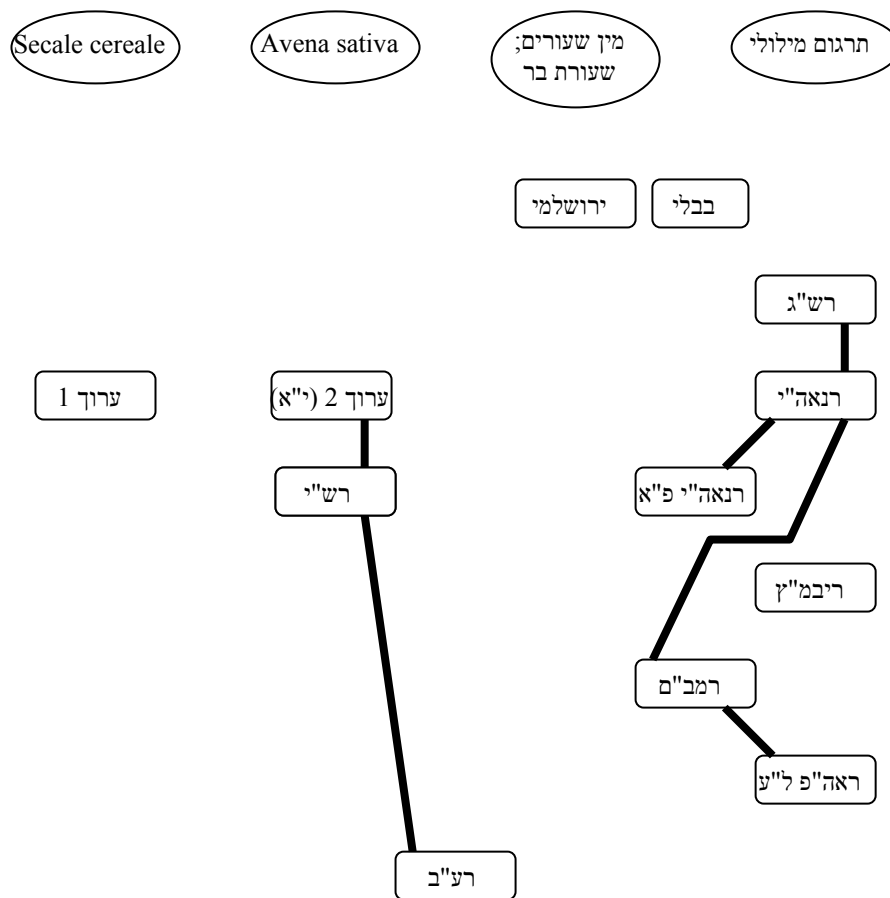 תרגום מילולי
מין שעורים;
שעורת בר
Avena sativa
Secale cereale
בבלי
ירושלמי
רש"ג
רנאה"י
ערוך 2 (י"א)
ערוך 1
רנאה"י פ"א
רש"י
ריבמ"ץ
רמב"ם
ראה"פ ל"ע
רע"ב